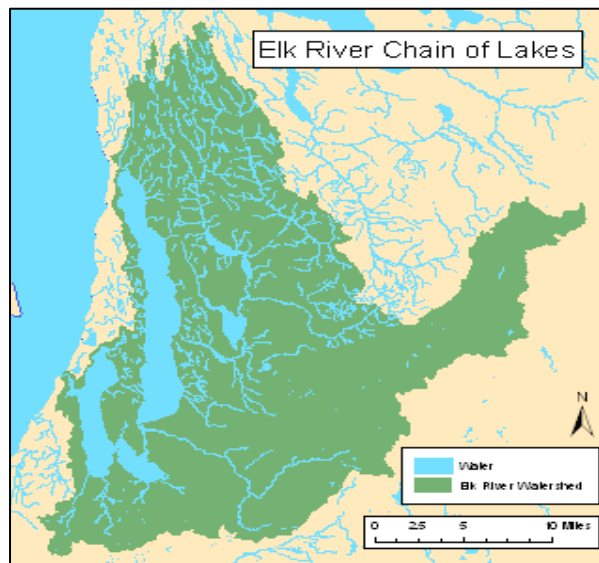 Elk River Chain of Lakes
N
Water
Elk River Watershed
0 2.5 5 10 Miles